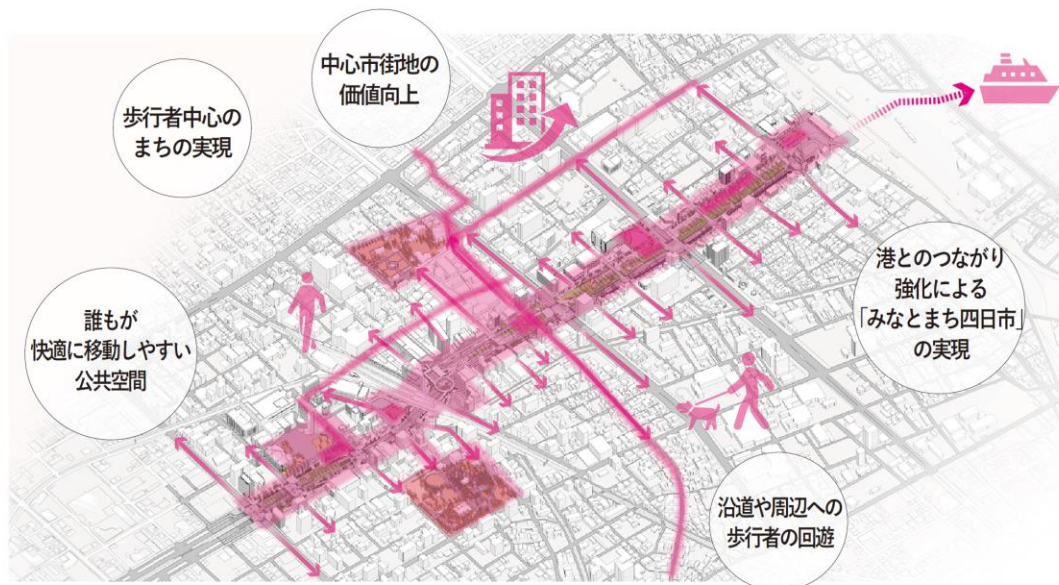 中心市街地の
価値向上
歩行者中心の
まちの実現
誰もが
快適に移動しやすい
公共空間
港とのつながり
強化による
「みなとまち四日市」
の実現
沿道や周辺への
歩行者の回遊